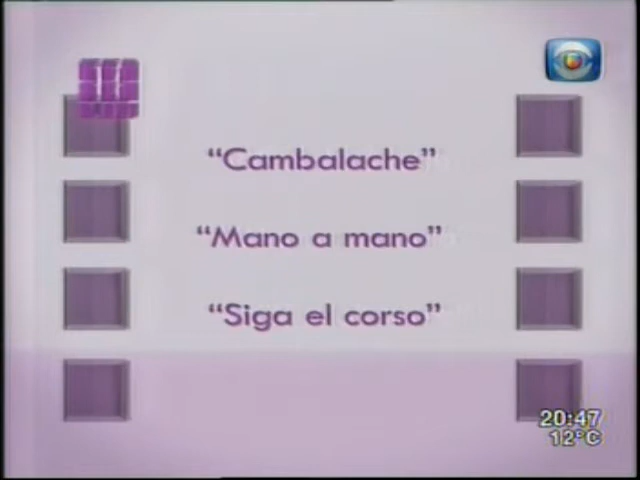 “Cambalache”
“Mano a mano”
“Siga el corso”
20:47
12°C